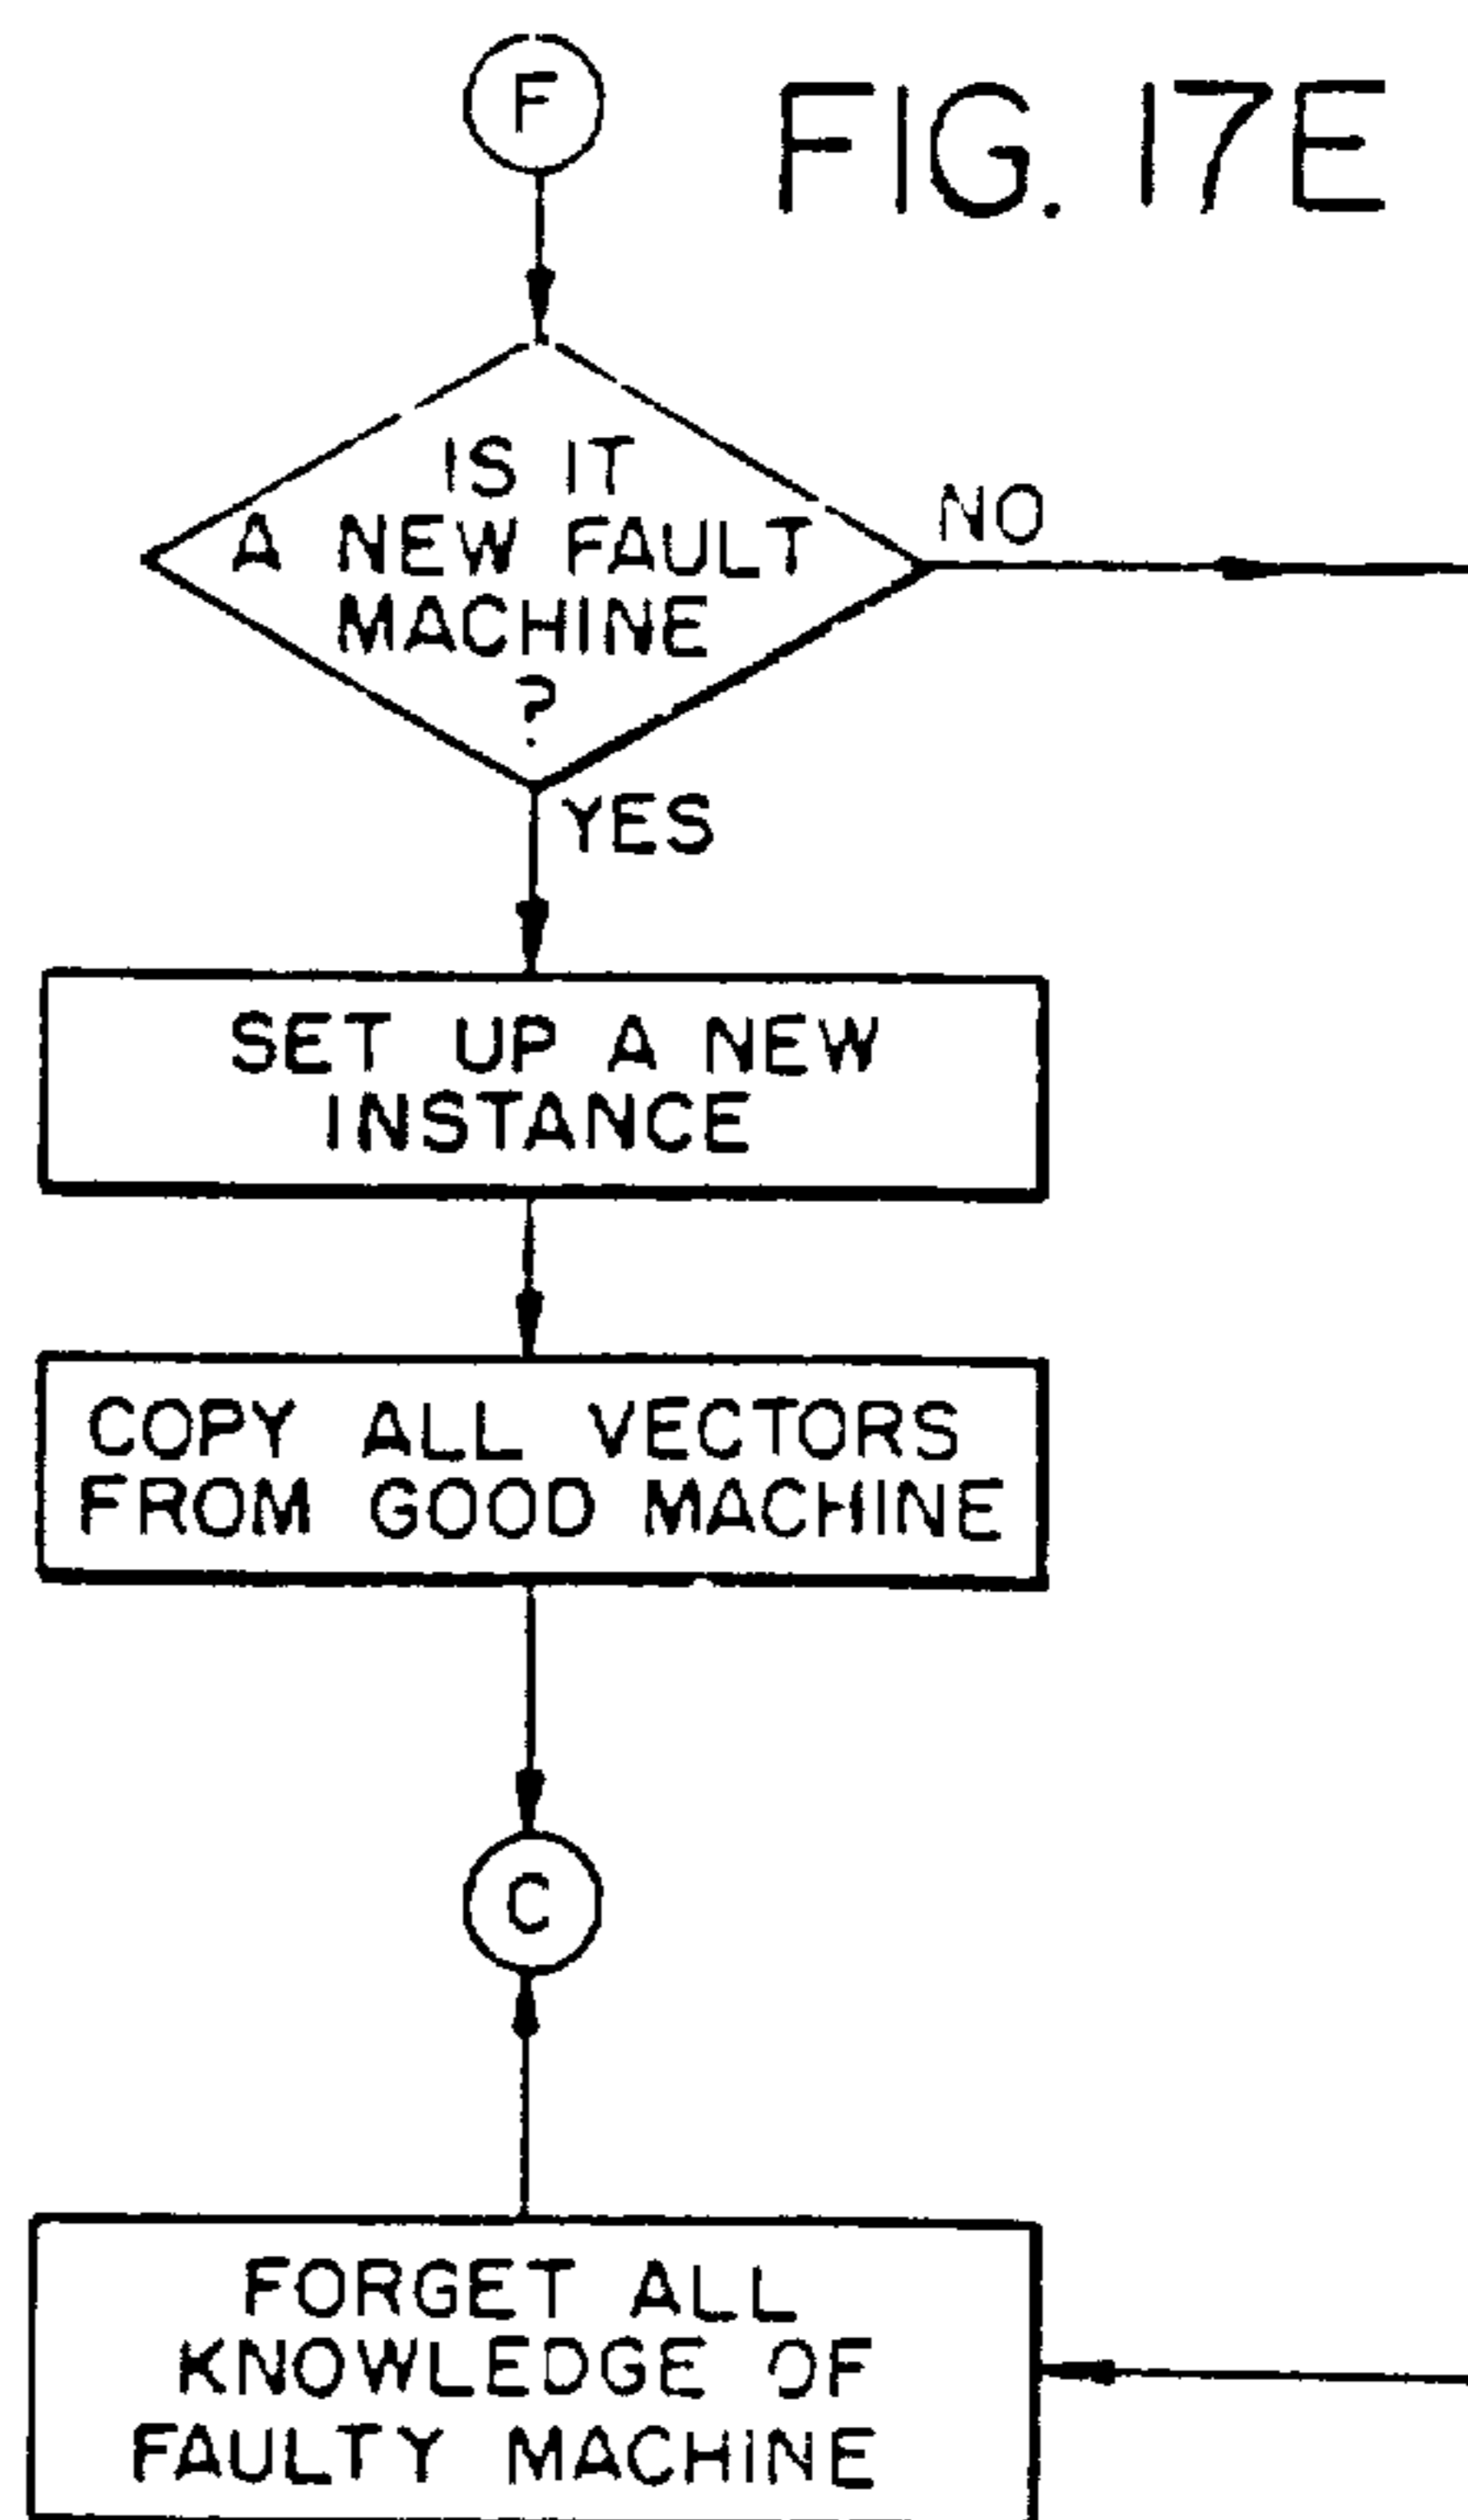 F
FIG. 17E
IS IT
A NEW FAULT
MACHINE
?
NO
YES
SET UP A NEW
INSTANCE
COPY ALL VECTORS
FROM GOOD MACHINE
C
FORGET ALL
KNOWLEDGE OF
FAULTY MACHINE